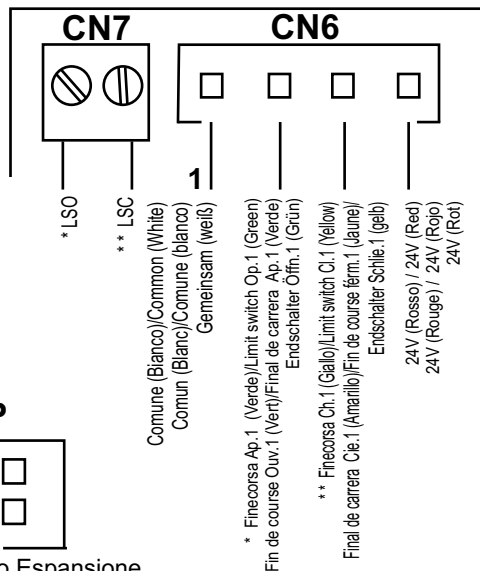 CN7
CN6
1
* LSO
** LSC
Comune (Bianco)/Common (White)
Comun (Blanc)/Comune (blanco)
Gemeinsam (weiß)
* Finecorsa Ap.1 (Verde)/Limit switch Op.1 (Green)
Fin de course Ouv.1 (Vert)/Final de carrera Ap.1 (Verde)
Endschalter Öffn.1 (Grün)
** Finecorsa Ch.1 (Giallo)/Limit switch Cl.1 (Yellow)
Final de carrera Cie.1 (Amarillo)/Fin de course férm.1 (Jaune)/
Endschalter Schlie.1 (gelb)
24V (Rosso) / 24V (Red)
24V (Rouge) / 24V (Rojo)
24V (Rot)
o Espansione